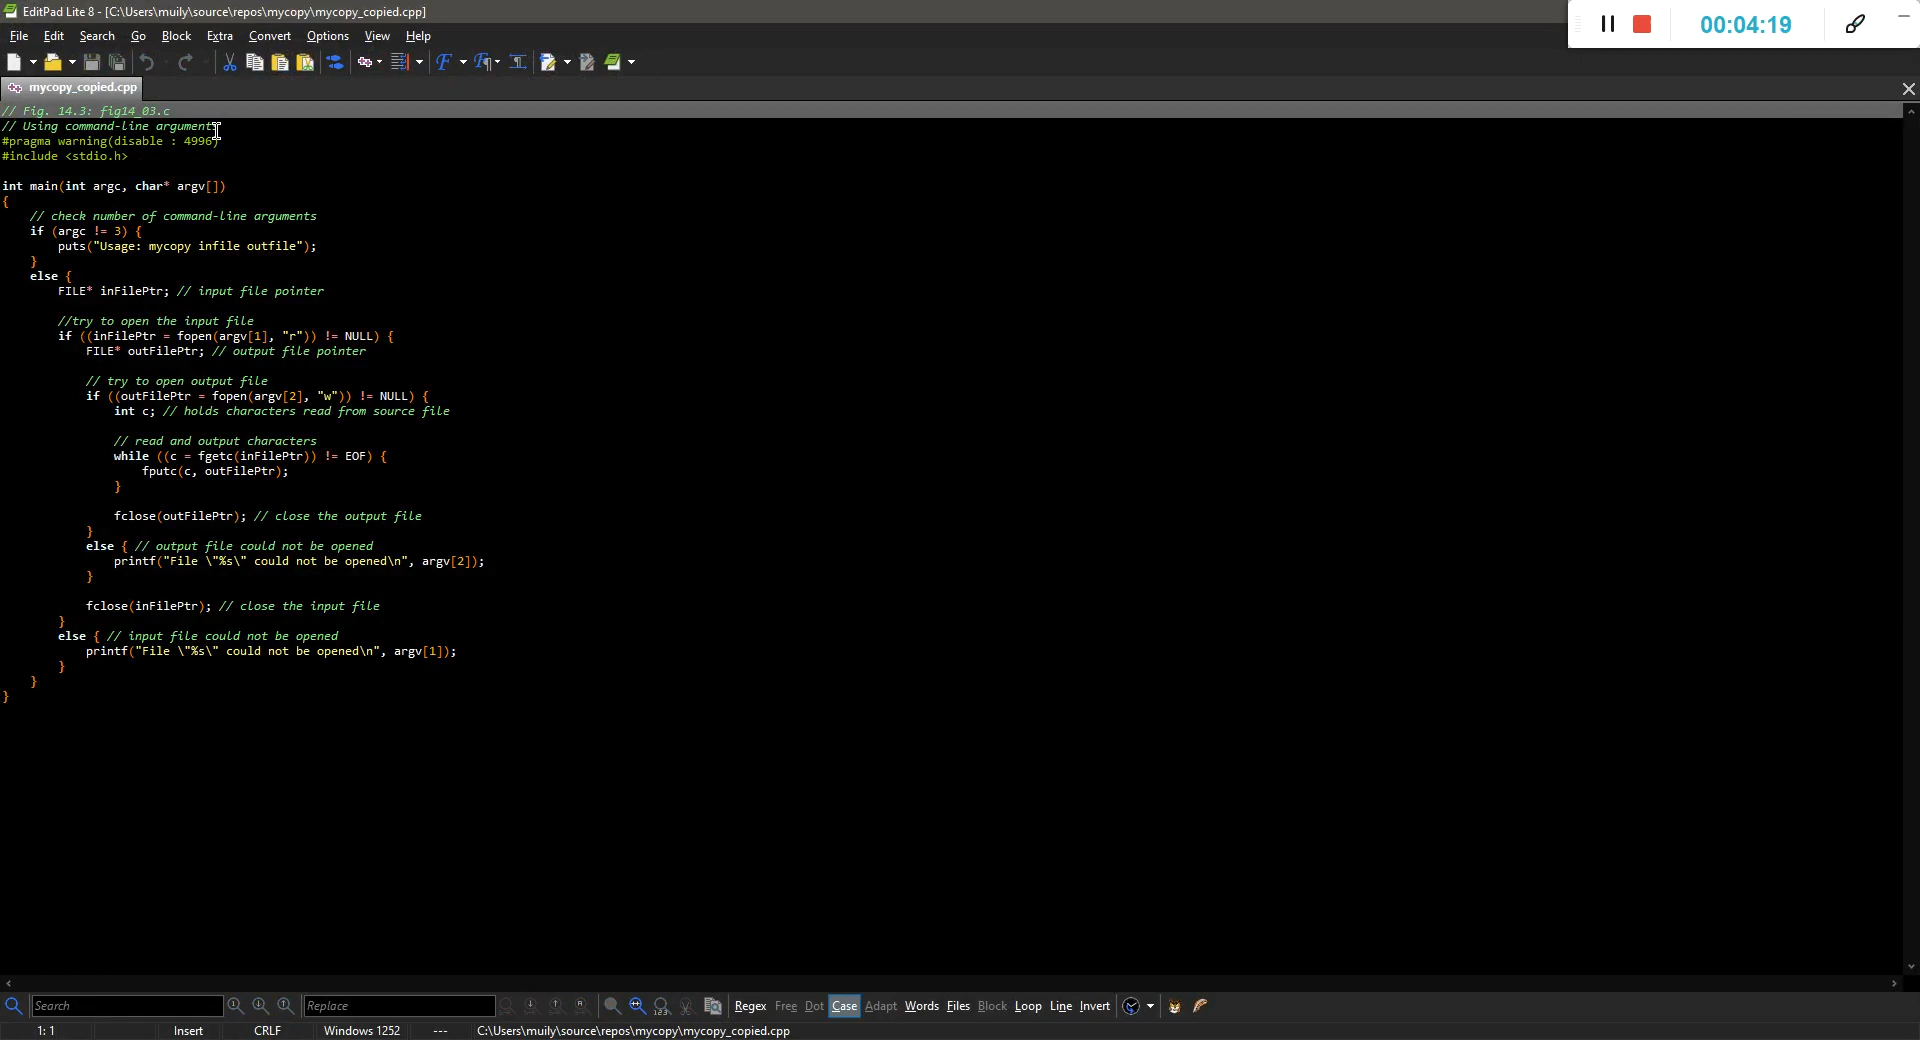 EditPad Lite 8 - [C:\Users\muily\source\repos\mycopy\mycopy_copied.cpp]
00:04:19
File Edit Search Go Block Extra Convert Options View Help
mycopy_copied.cpp
// Fig. 14.3: fig14_03.c
// Using command-line arguments
#pragma warning(disable : 4996)
#include <stdio.h>
int main(int argc, char* argv[])
{
// check number of command-line arguments
if (argc != 3) {
puts("Usage: mycopy infile outfile");
}
else {
FILE* inFilePtr; // input file pointer
//try to open the input file
if ((inFilePtr = fopen(argv[1], "r")) != NULL) {
FILE* outFilePtr; // output file pointer
// try to open output file
if ((outFilePtr = fopen(argv[2], "w")) != NULL) {
int c; // holds characters read from source file
// read and output characters
while ((c = fgetc(inFilePtr)) != EOF) {
fputc(c, outFilePtr);
}
fclose(outFilePtr); // close the output file
}
else { // output file could not be opened
printf("File \"%s\" could not be opened\n", argv[2]);
}
fclose(inFilePtr); // close the input file
}
else { // input file could not be opened
printf("File \"%s\" could not be opened\n", argv[1]);
}
}
}
Search Replace Regex Free Dot Case Adapt Words Files Block Loop Line Invert
1: 1 Insert CRLF Windows 1252 --- C:\Users\muily\source\repos\mycopy\mycopy_copied.cpp